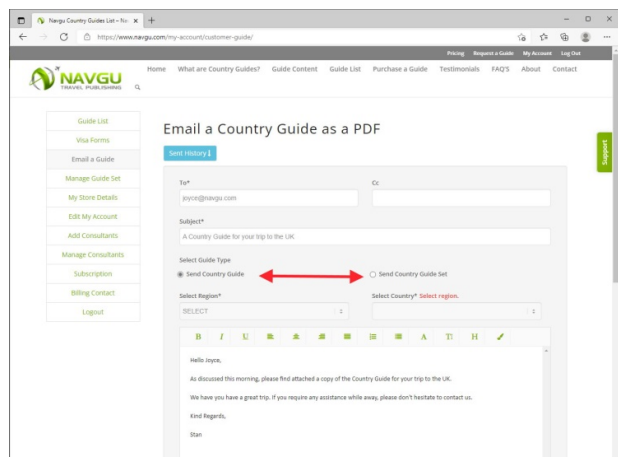 Navgu Country Guides List – Nav
https://www.navgu.com/my-account/customer-guide/
Pricing Request a Guide My Account Log Out
NAVGU
TRAVEL PUBLISHING
Home What are Country Guides? Guide Content Guide List Purchase a Guide Testimonials FAQ'S About Contact
Support
Guide List
Visa Forms
Email a Guide
Manage Guide Set
My Store Details
Edit My Account
Add Consultants
Manage Consultants
Subscription
Billing Contact
Logout
Email a Country Guide as a PDF
Sent History
To* Cc
joyce@navgu.com
Subject*
A Country Guide for your trip to the UK
Select Guide Type
Send Country Guide Send Country Guide Set
Select Region* Select Country* Select region.
SELECT
B I U A H
Hello Joyce,
As discussed this morning, please find attached a copy of the Country Guide for your trip to the UK.
We have you have a great trip. If you require any assistance while away, please don't hesitate to contact us.
Kind Regards,
Stan